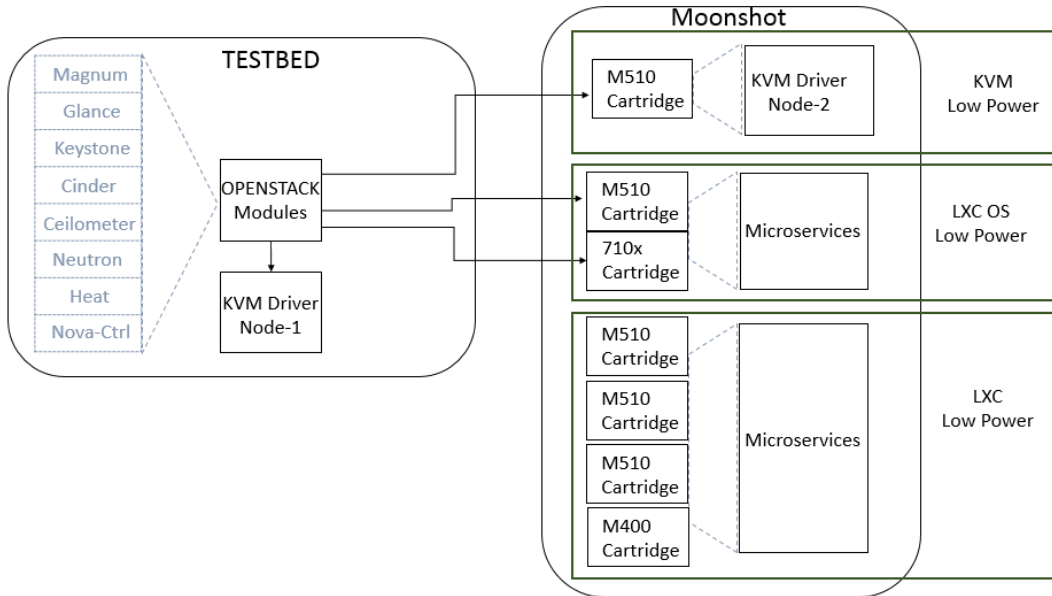 TESTBED
Magnum
Glance
Keystone
Cinder
Ceilometer
Neutron
Heat
Nova-Ctrl
OPENSTACK
Modules
KVM Driver
Node-1
Moonshot
M510
Cartridge
KVM Driver
Node-2
KVM
Low Power
M510
Cartridge
710x
Cartridge
Microservices
LXC OS
Low Power
M510
Cartridge
M510
Cartridge
M510
Cartridge
M400
Cartridge
Microservices
LXC
Low Power